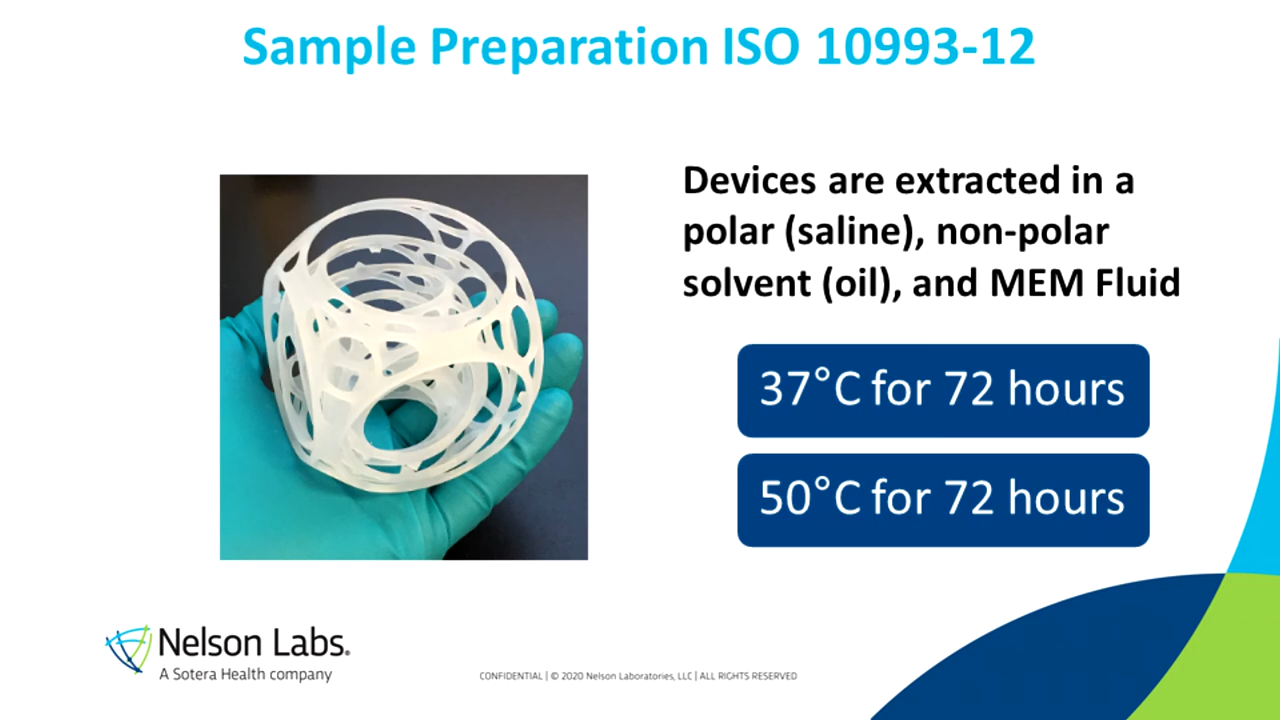 Sample Preparation ISO 10993-12
Devices are extracted in a
polar (saline), non-polar
solvent (oil), and MEM Fluid
37°C for 72 hours
50°C for 72 hours
Nelson Labs®
A Sotera Health company
CONFIDENTIAL | © 2020 Nelson Laboratories, LLC | ALL RIGHTS RESERVED